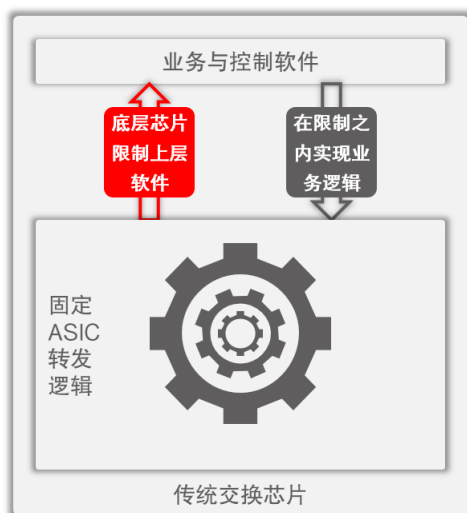 业务与控制软件
底层芯片
限制上层
软件
在限制之
内实现业
务逻辑
固定
ASIC
转发
逻辑
传统交换芯片